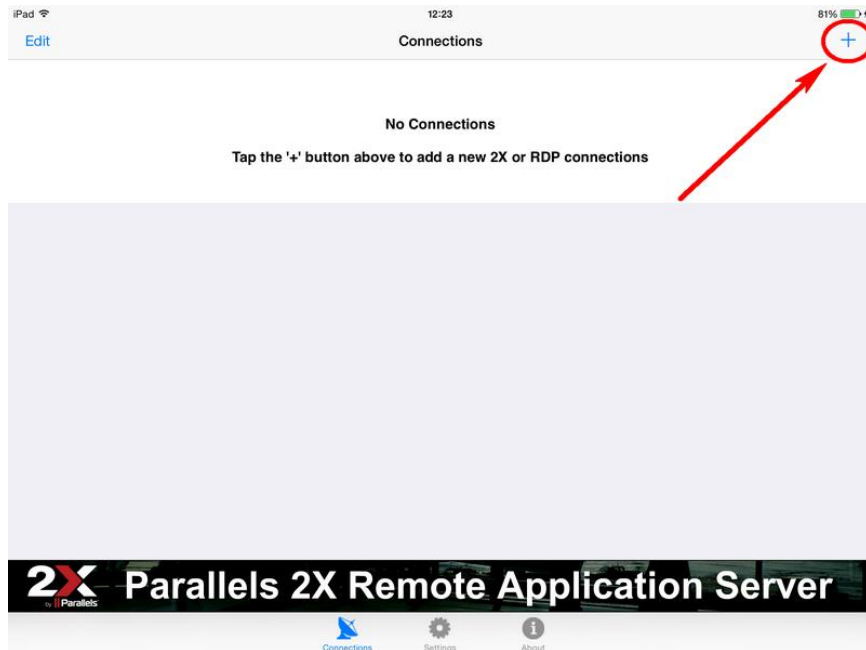 iPad 12:23 81%
Edit Connections +
No Connections
Tap the '+' button above to add a new 2X or RDP connections
2X by Parallels Parallels 2X Remote Application Server
Connections Settings About